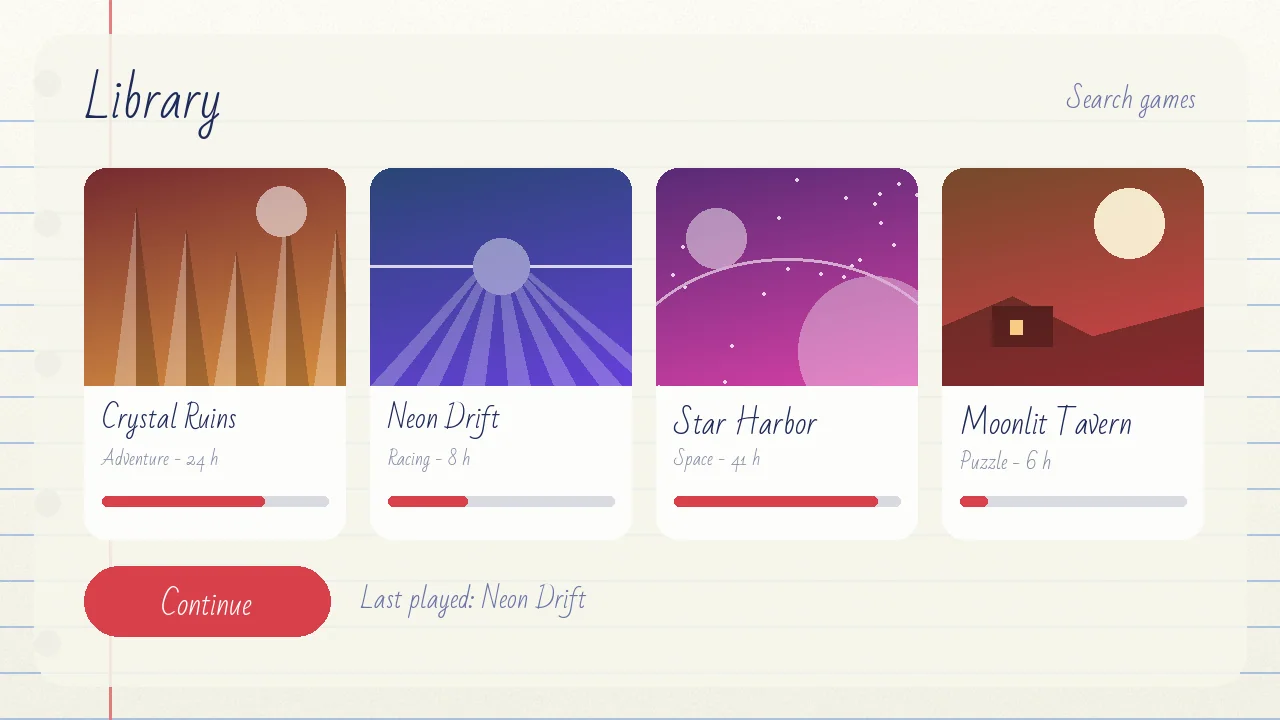 Library
Search games
Crystal Ruins
Adventure - 24 h
Neon Drift
Racing - 8 h
Star Harbor
Space - 41 h
Moonlit Tavern
Puzzle - 6 h
Continue
Last played: Neon Drift